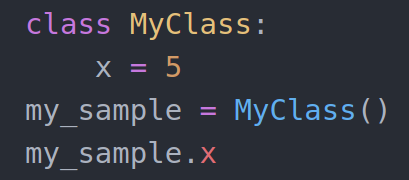 class MyClass:
    x = 5
my_sample = MyClass()
my_sample.x